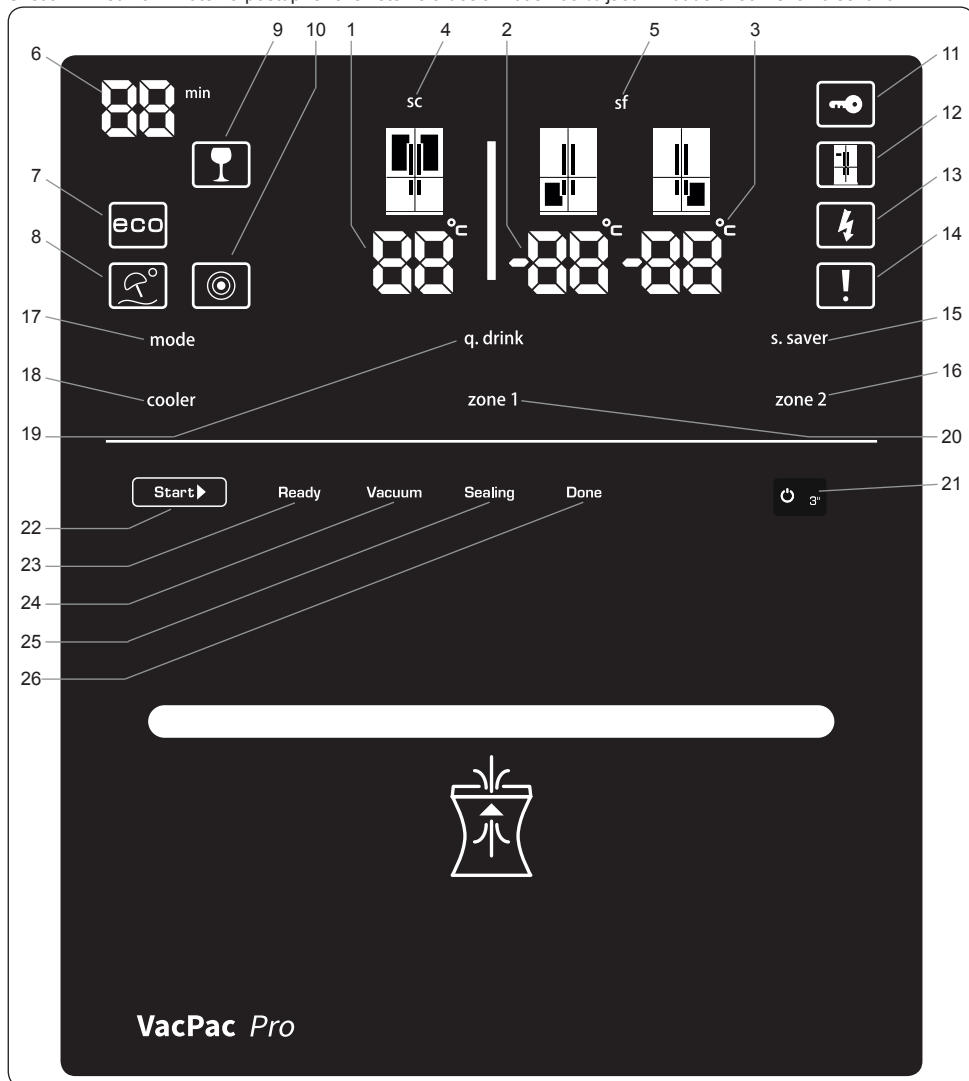 9 10 1 4 2 5 3
6 88 min sc sf 11
12
7 eco °c °c °c 13
8 88 -88 -88 14
17 mode q. drink s. saver 15
18 cooler zone 1 zone 2 16
19 20
Start Ready Vacuum Sealing Done 3" 21
22
23
24
25
26
VacPac Pro